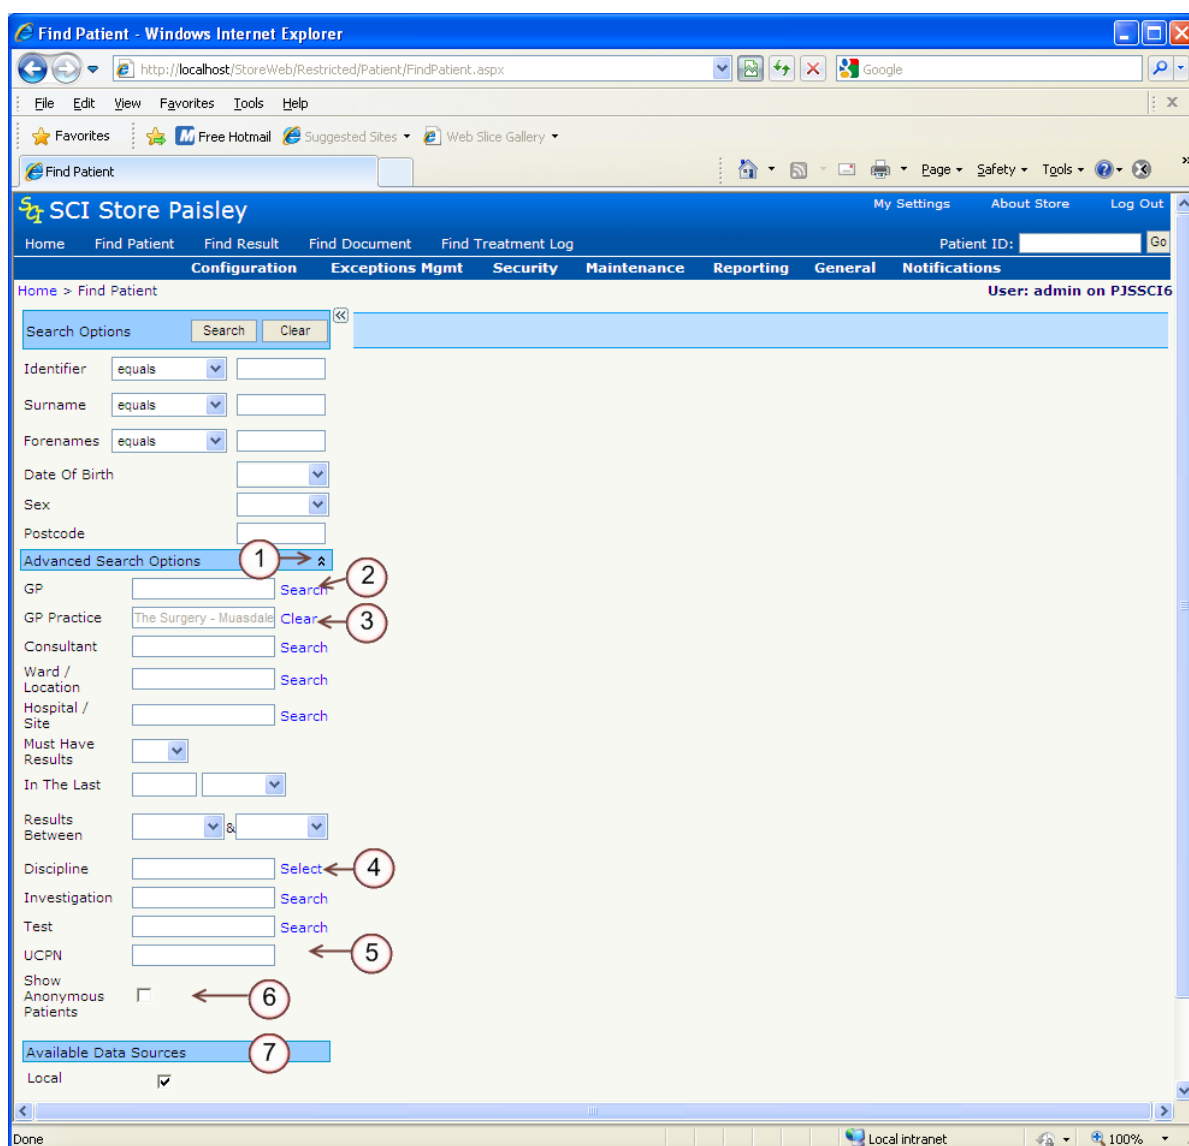 Find Patient - Windows Internet Explorer
http://localhost/StoreWeb/Restricted/Patient/FindPatient.aspx
Google
File Edit View Favorites Tools Help
Favorites Free Hotmail Suggested Sites Web Slice Gallery
Find Patient Page Safety Tools »
SCI SCI Store Paisley My Settings About Store Log Out
Home Find Patient Find Result Find Document Find Treatment Log Patient ID: Go
Configuration Exceptions Mgmt Security Maintenance Reporting General Notifications
Home > Find Patient User: admin on PJSSCI6
Search Options Search Clear
Identifier equals
Surname equals
Forenames equals
Date Of Birth
Sex
Postcode
Advanced Search Options 1
GP Search 2
GP Practice The Surgery - Muasdale Clear 3
Consultant Search
Ward /
Location Search
Hospital /
Site Search
Must Have
Results
In The Last
Results
Between &
Discipline Select 4
Investigation Search
Test Search
UCPN 5
Show
Anonymous
Patients 6
Available Data Sources 7
Local
Done Local intranet 100%